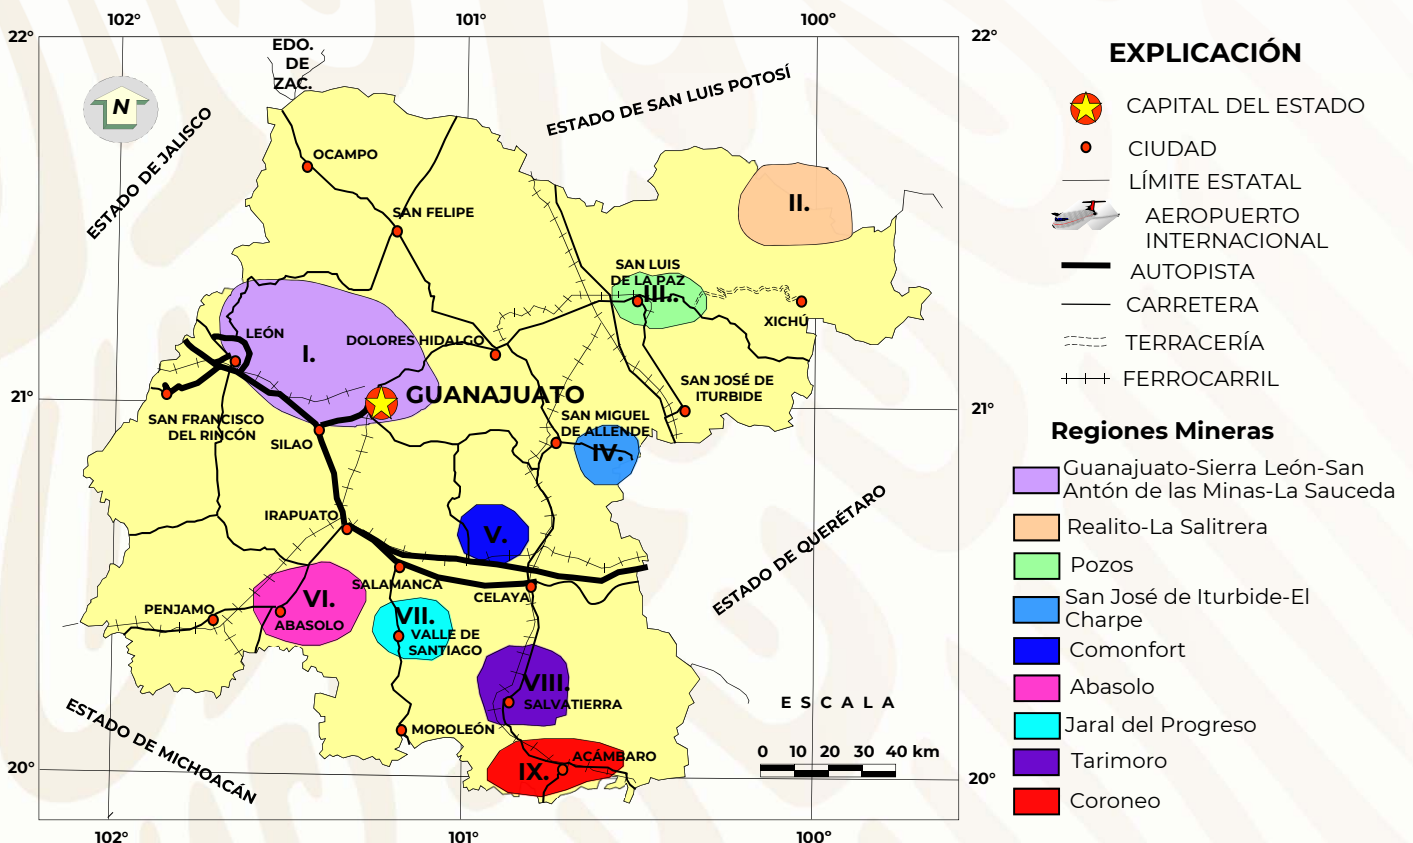 102°
101°
100°
22°
22°
EDO.
DE
ZAC.
N
ESTADO DE JALISCO
ESTADO DE SAN LUIS POTOSÍ
OCAMPO
SAN FELIPE
II.
SAN LUIS
DE LA PAZ
III.
XICHÚ
LEÓN
I.
DOLORES HIDALGO
GUANAJUATO
21°
21°
SAN JOSÉ DE
ITURBIDE
SAN FRANCISCO
DEL RINCÓN
SILAO
SAN MIGUEL
DE ALLENDE
IV.
IRAPUATO
V.
ESTADO DE QUERÉTARO
SALAMANCA
CELAYA
PENJAMO
VI.
ABASOLO
VII.
VALLE DE
SANTIAGO
VIII.
SALVATIERRA
MOROLEÓN
ACÁMBARO
IX.
ESTADO DE MICHOACÁN
ESCALA
0 10 20 30 40 km
20°
20°
102°
101°
100°
EXPLICACIÓN
CAPITAL DEL ESTADO
CIUDAD
LÍMITE ESTATAL
AEROPUERTO
INTERNACIONAL
AUTOPISTA
CARRETERA
TERRACERÍA
FERROCARRIL
Regiones Mineras
Guanajuato-Sierra León-San
Antón de las Minas-La Sauceda
Realito-La Salitrera
Pozos
San José de Iturbide-El
Charpe
Comonfort
Abasolo
Jaral del Progreso
Tarimoro
Coroneo